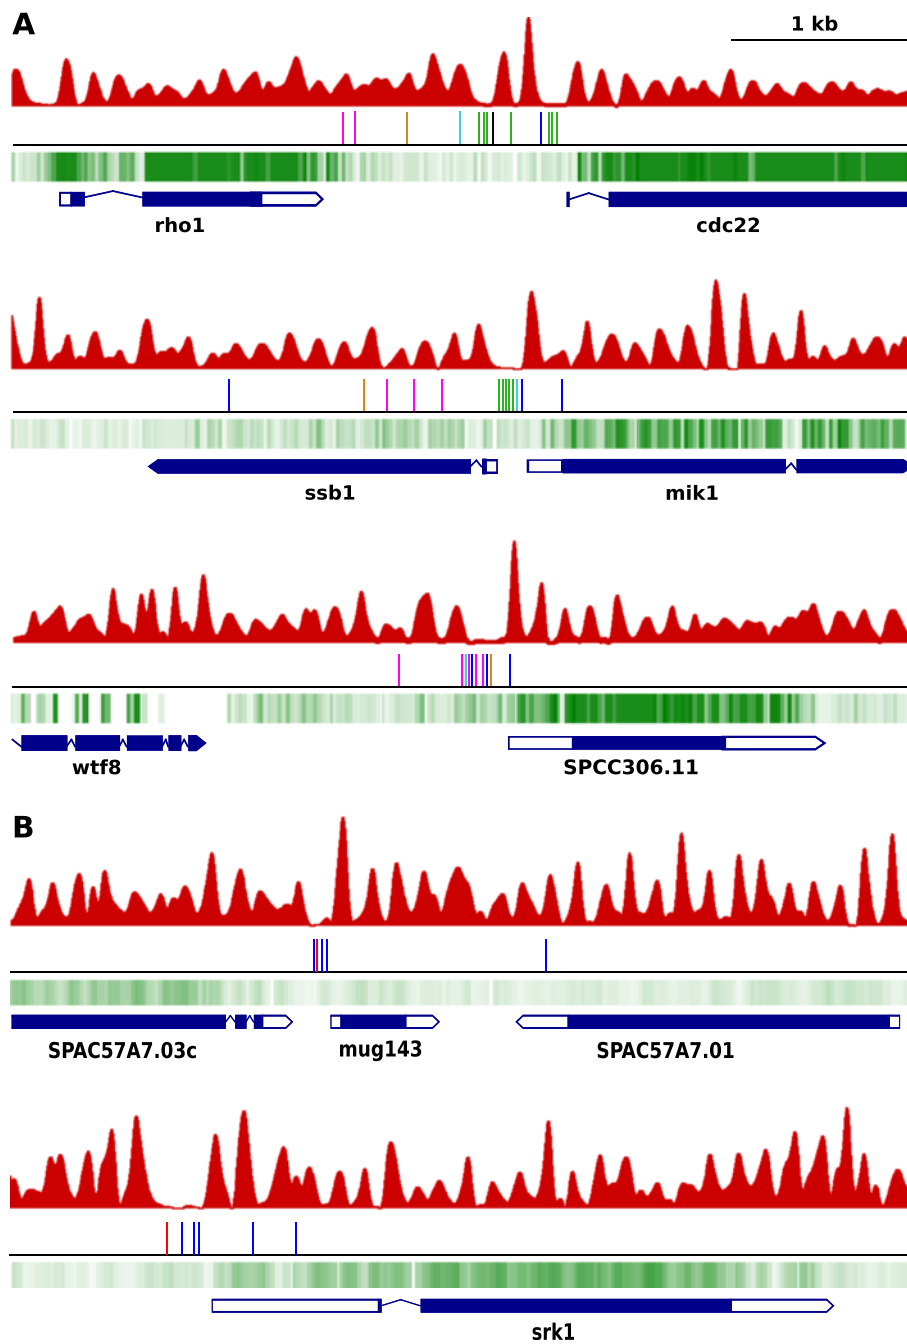 A
1 kb
rho1
cdc22
ssb1
mik1
wtf8
SPCC306.11
B
SPAC57A7.03c
mug143
SPAC57A7.01
srk1